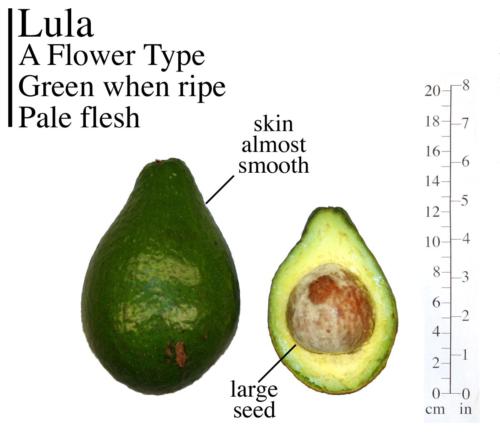 Lula
A Flower Type
Green when ripe
Pale flesh
skin
almost
smooth
large
seed
20
18
16
14
12
10
8
6
4
2
0
cm
8
7
6
5
4
3
2
1
0
in